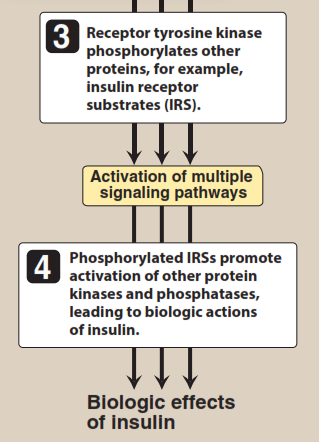 3 Receptor tyrosine kinase
phosphorylates other
proteins, for example,
insulin receptor
substrates (IRS).
Activation of multiple
signaling pathways
4 Phosphorylated IRSs promote
activation of other protein
kinases and phosphatases,
leading to biologic actions
of insulin.
Biologic effects
of insulin